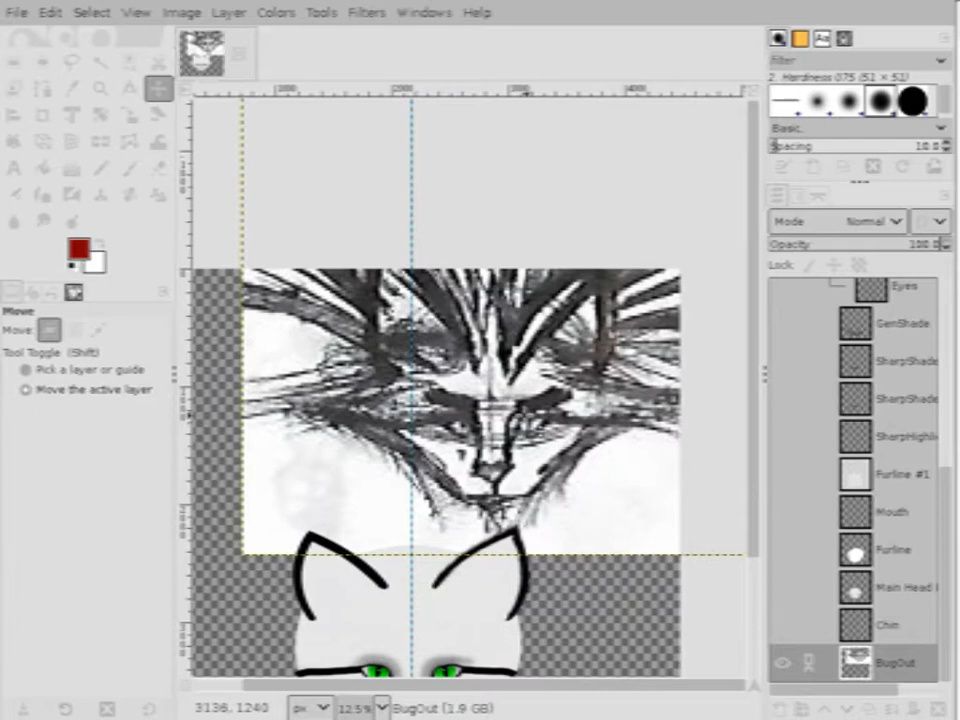 File Edit Select View Image Layer Colors Tools Filters Windows Help
filter
2. Hardness 075 (51 × 51)
Basic,
Spacing 10.0
Mode Normal
Opacity 100.0
Lock:
Move
Move:
Tool Toggle (Shift)
Pick a layer or guide
Move the active layer
Eyes
GenShade
SharpShade
SharpShade
SharpHighli
Furline #1
Mouth
Furline
Main Head
Chin
BugOut
3136, 1240 px 12.5% BugOut (1.9 GB)